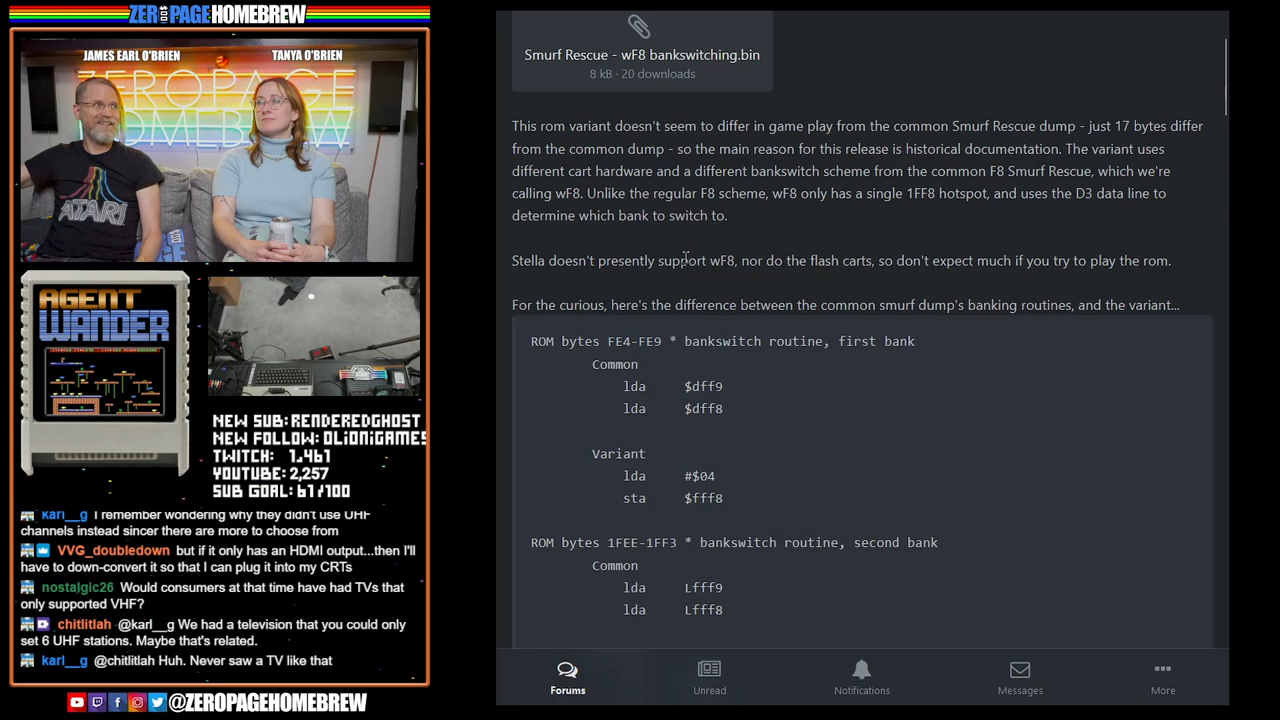 ZEROPAGE HOMEBREW
JAMES EARL O'BRIEN
TANYA O'BRIEN
ZEROPAGE
HOMEBREW
ATARI
AGENT
WANDER
NEW SUB:RENDEREDGHOST
NEW FOLLOW:OLIONIGAMES
TWITCH: 1,461
YOUTUBE:2,257
SUB GOAL:67/100
karl__g I remember wondering why they didn't use UHF
channels instead sincer there are more to choose from
VVG_doubledown but if it only has an HDMI output...then I'll
have to down-convert it so that I can plug it into my CRTs
nostalgic26 Would consumers at that time have had TVs that
only supported VHF?
chitlitlah @karl__g We had a television that you could only
set 6 UHF stations. Maybe that's related.
karl__g @chitlitlah Huh. Never saw a TV like that
@ZEROPAGEHOMEBREW
Smurf Rescue - wF8 bankswitching.bin
8 kB · 20 downloads
This rom variant doesn't seem to differ in game play from the common Smurf Rescue dump - just 17 bytes differ
from the common dump - so the main reason for this release is historical documentation. The variant uses
different cart hardware and a different bankswitch scheme from the common F8 Smurf Rescue, which we're
calling wF8. Unlike the regular F8 scheme, wF8 only has a single 1FF8 hotspot, and uses the D3 data line to
determine which bank to switch to.
Stella doesn't presently support wF8, nor do the flash carts, so don't expect much if you try to play the rom.
For the curious, here's the difference between the common smurf dump's banking routines, and the variant...
ROM bytes FE4-FE9 * bankswitch routine, first bank
Common
lda $dff9
lda $dff8
Variant
lda #$04
sta $fff8
ROM bytes 1FEE-1FF3 * bankswitch routine, second bank
Common
lda Lfff9
lda Lfff8
Forums
Unread
Notifications
Messages
More